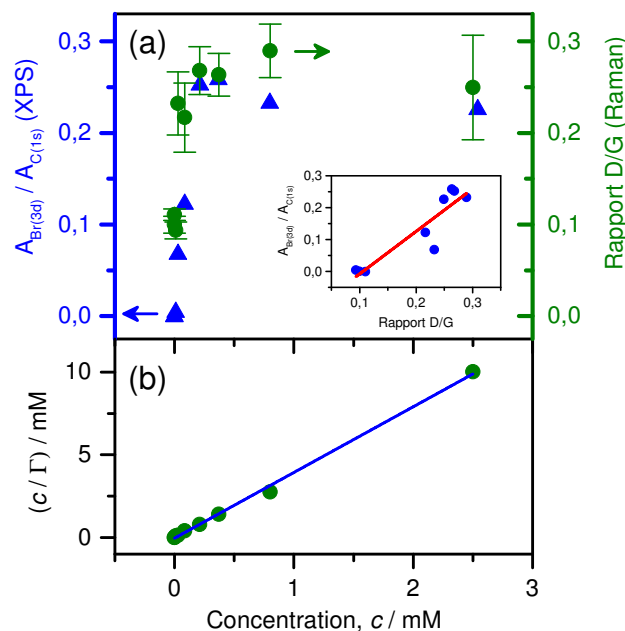 (a)
0,3
0,2
0,1
0,0
A_Br(3d) / A_C(1s) (XPS)
0,3
0,2
0,1
0,0
Rapport D/G (Raman)
0,3
0,2
0,1
0,0
A_Br(3d) / A_C(1s)
0,1 0,2 0,3
Rapport D/G
(b)
10
5
0
(c/Γ) / mM
0 1 2 3
Concentration, c / mM